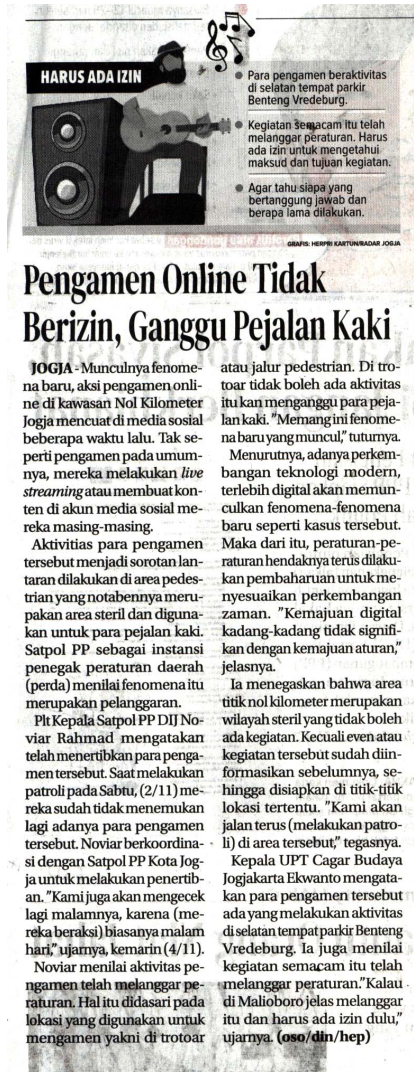 HARUS ADA IZIN
Para pengamen beraktivitas
di selatan tempat parkir
Benteng Vredeburg.
Kegiatan semacam itu telah
melanggar peraturan. Harus
ada izin untuk mengetahui
maksud dan tujuan kegiatan.
Agar tahu siapa yang
bertanggung jawab dan
berapa lama dilakukan.
GRAFIS: HERPRI KARTUN/RADAR JOGJA
Pengamen Online Tidak
Berizin, Ganggu Pejalan Kaki
JOGJA - Munculnya fenome-
na baru, aksi pengamen onli-
ne di kawasan Nol Kilometer
Jogja mencuat di media sosial
beberapa waktu lalu. Tak se-
perti pengamen pada umum-
nya, mereka melakukan live
streaming atau membuat kon-
ten di akun media sosial me-
reka masing-masing.
Aktivitias para pengamen
tersebut menjadi sorotan lan-
taran dilakukan di area pedes-
trian yang notabennya meru-
pakan area steril dan diguna-
kan untuk para pejalan kaki.
Satpol PP sebagai instansi
penegak peraturan daerah
(perda) menilai fenomena itu
merupakan pelanggaran.
Plt Kepala Satpol PP DIJ No-
viar Rahmad mengatakan
telah menertibkan para penga-
men tersebut. Saat melakukan
patroli pada Sabtu, (2/11) me-
reka sudah tidak menemukan
lagi adanya para pengamen
tersebut. Noviar berkoordina-
si dengan Satpol PP Kota Jog-
ja untuk melakukan penertib-
an. "Kami juga akan mengecek
lagi malamnya, karena (me-
reka beraksi) biasanya malam
hari," ujarnya, kemarin (4/11).
Noviar menilai aktivitas pe-
ngamen telah melanggar pe-
raturan. Hal itu didasari pada
lokasi yang digunakan untuk
mengamen yakni di trotoar
atau jalur pedestrian. Di tro-
toar tidak boleh ada aktivitas
itu kan menganggu para peja-
lan kaki. "Memang ini fenome-
na baru yang muncul," tuturnya.
Menurutnya, adanya perkem-
bangan teknologi modern,
terlebih digital akan memun-
culkan fenomena-fenomena
baru seperti kasus tersebut.
Maka dari itu, peraturan-pera-
turan hendaknya terus dilaku-
kan pembaharuan untuk me-
nyesuaikan perkembangan
zaman. "Kemajuan digital
kadang-kadang tidak signifi-
kan dengan kemajuan aturan,"
jelasnya.
Ia menegaskan bahwa area
titik nol kilometer merupakan
wilayah steril yang tidak boleh
ada kegiatan. Kecuali even atau
kegiatan tersebut sudah diin-
formasikan sebelumnya, se-
hingga disiapkan di titik-titik
lokasi tertentu. "Kami akan
jalan terus (melakukan patro-
li) di area tersebut," tegasnya.
Kepala UPT Cagar Budaya
Jogjakarta Ekwanto mengata-
kan para pengamen tersebut
ada yang melakukan aktivitas
di selatan tempat parkir Benteng
Vredeburg. Ia juga menilai
kegiatan semacam itu telah
melanggar peraturan."Kalau
di Malioboro jelas melanggar
itu dan harus ada izin dulu,"
ujarnya. (oso/din/hep)